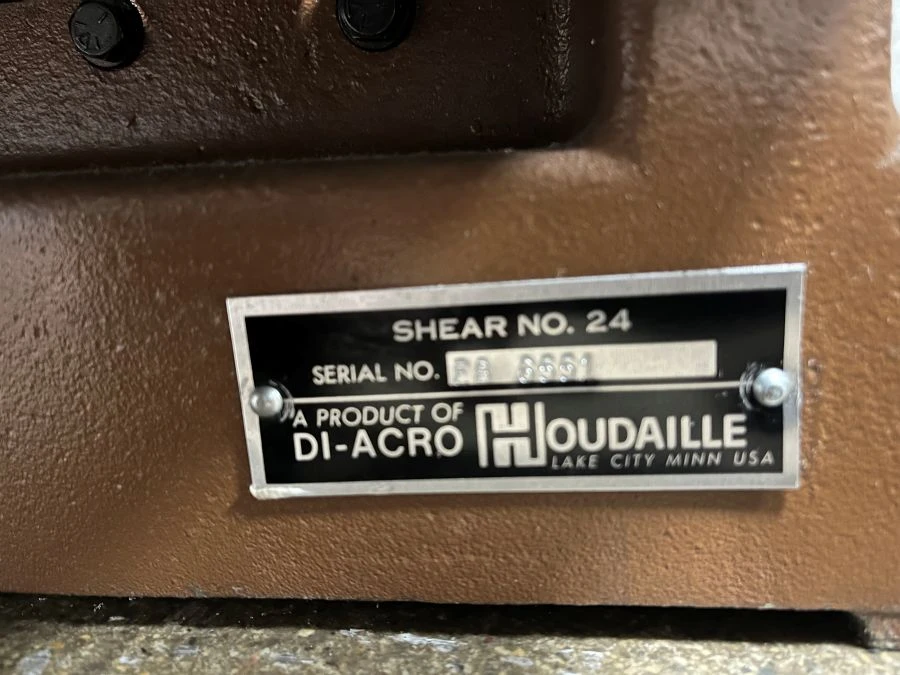 SHEAR NO. 24
SERIAL NO.
A PRODUCT OF
DI-ACRO HOUDAILLE
LAKE CITY MINN USA